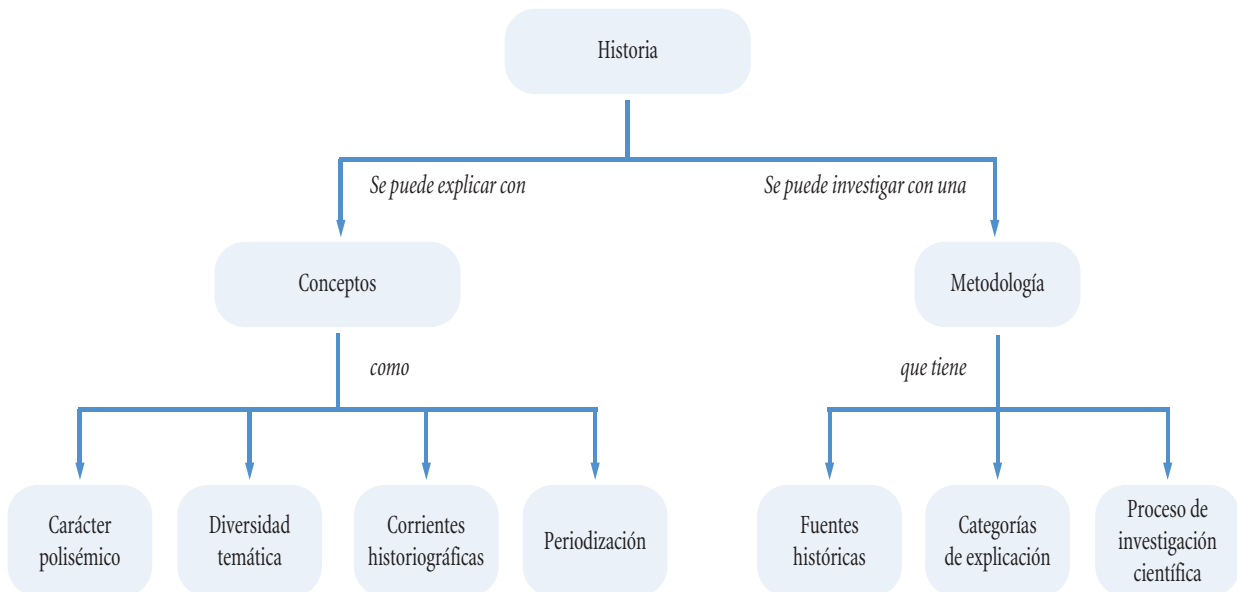 Historia
Se puede explicar con
Se puede investigar con una
Conceptos
Metodología
como
que tiene
Carácter
polisémico
Diversidad
temática
Corrientes
historiográficas
Periodización
Fuentes
históricas
Categorías
de explicación
Proceso de
investigación
científica